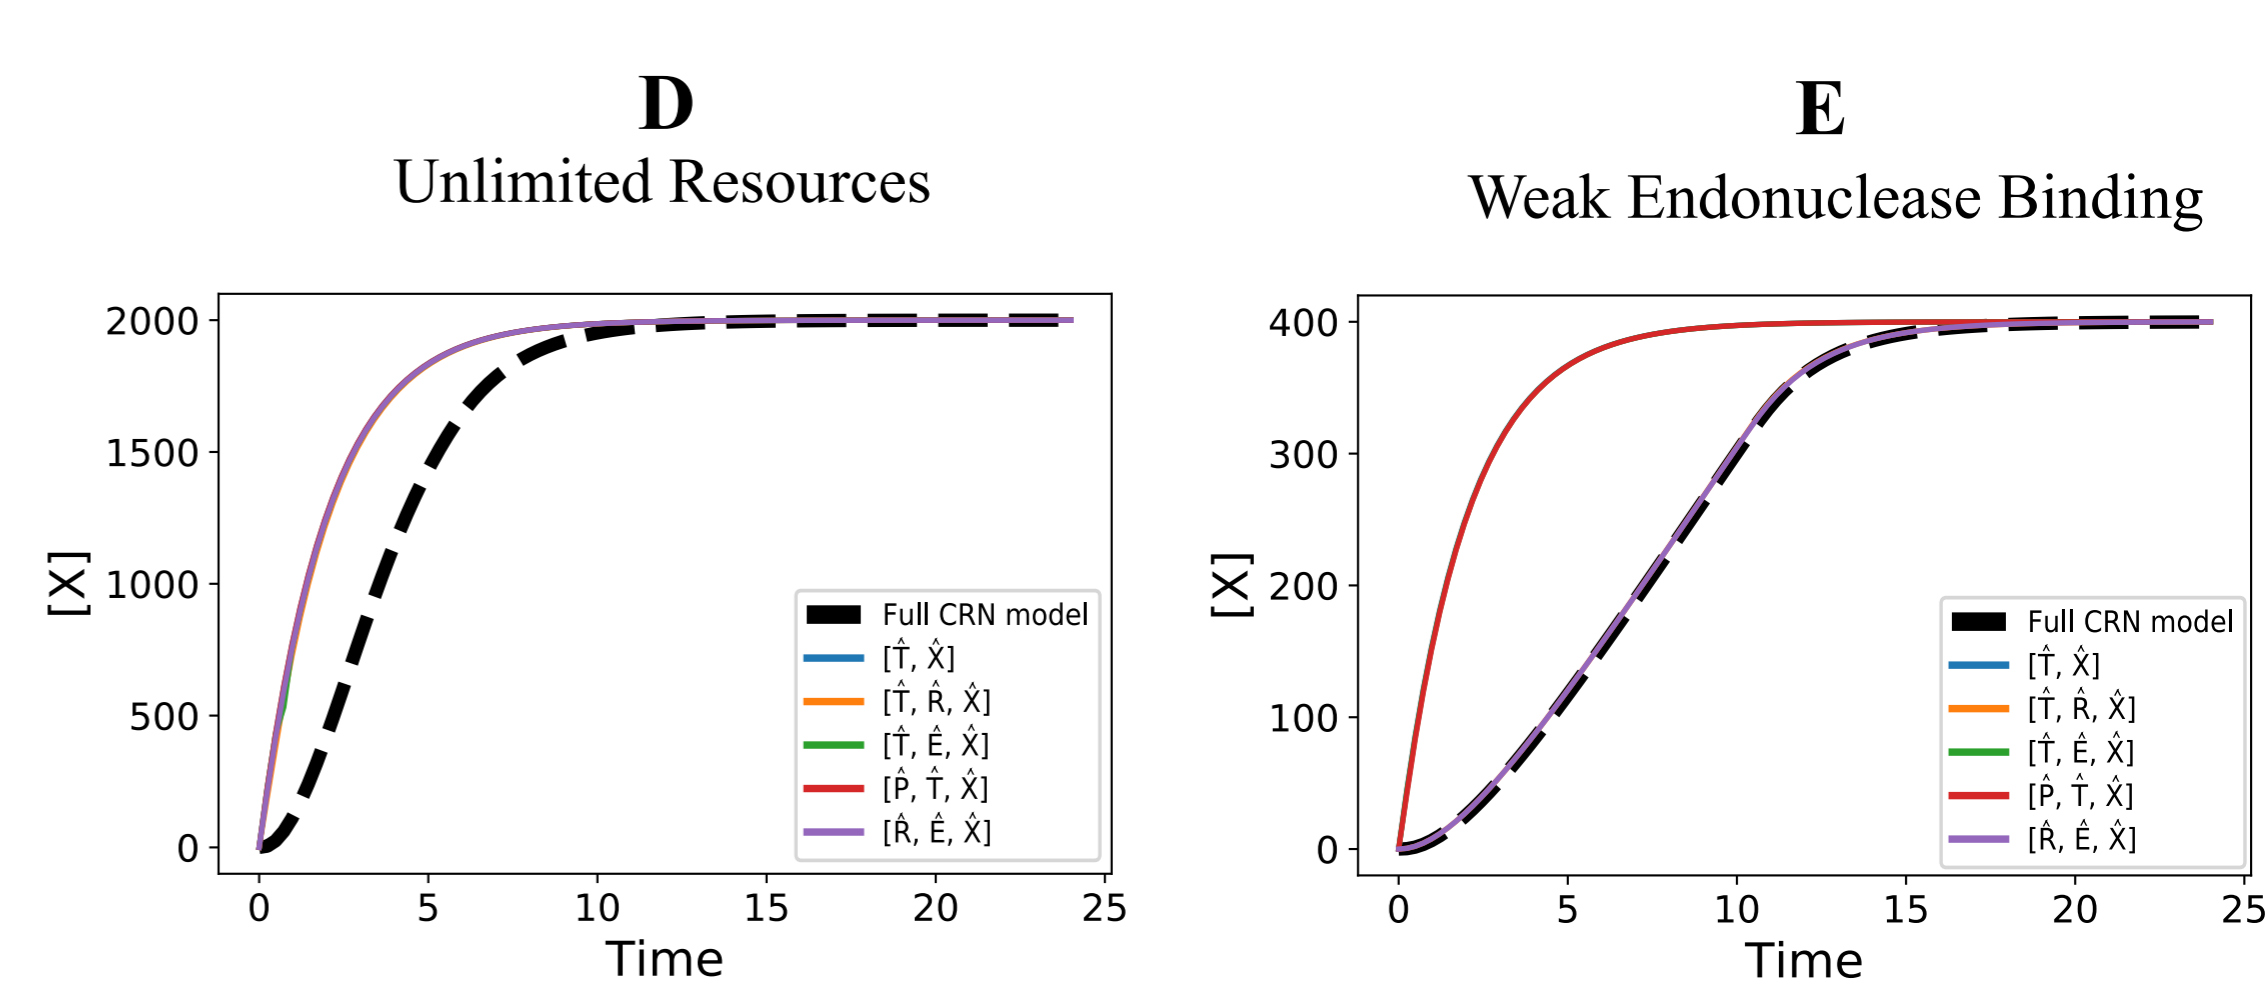 D
Unlimited Resources
2000
1500
1000
500
0
[X]
0 5 10 15 20 25
Time
Full CRN model
[T̂, X̂]
[T̂, R̂, X̂]
[T̂, Ê, X̂]
[P̂, T̂, X̂]
[R̂, Ê, X̂]
E
Weak Endonuclease Binding
400
300
200
100
0
[X]
0 5 10 15 20 25
Time
Full CRN model
[T̂, X̂]
[T̂, R̂, X̂]
[T̂, Ê, X̂]
[P̂, T̂, X̂]
[R̂, Ê, X̂]